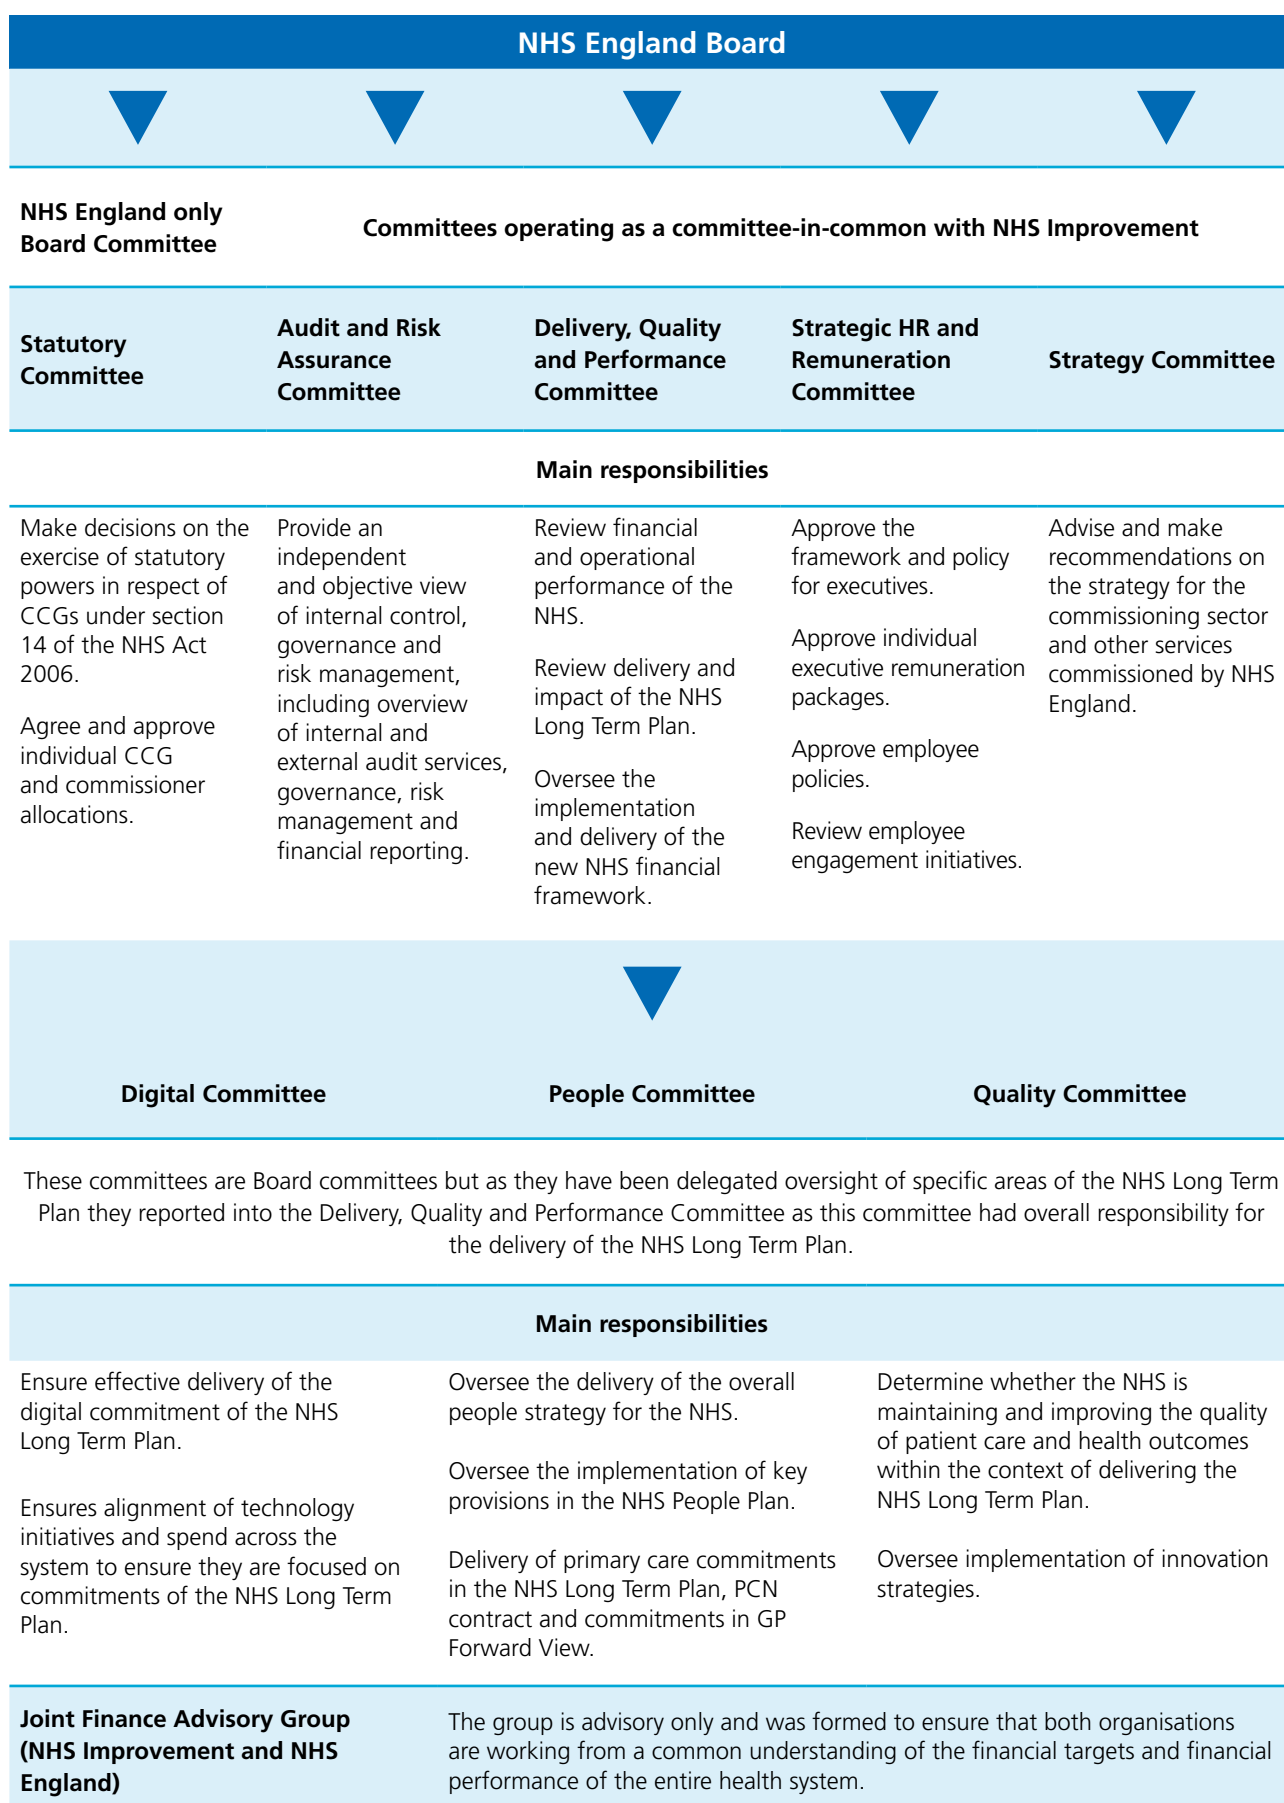 NHS England Board
NHS England only
Board Committee
Committees operating as a committee-in-common with NHS Improvement
Statutory
Committee
Audit and Risk
Assurance
Committee
Delivery, Quality
and Performance
Committee
Strategic HR and
Remuneration
Committee
Strategy Committee
Main responsibilities
Make decisions on the
exercise of statutory
powers in respect of
CCGs under section
14 of the NHS Act
2006.
Agree and approve
individual CCG
and commissioner
allocations.
Provide an
independent
and objective view
of internal control,
governance and
risk management,
including overview
of internal and
external audit services,
governance, risk
management and
financial reporting.
Review financial
and operational
performance of the
NHS.
Review delivery and
impact of the NHS
Long Term Plan.
Oversee the
implementation
and delivery of the
new NHS financial
framework.
Approve the
framework and policy
for executives.
Approve individual
executive remuneration
packages.
Approve employee
policies.
Review employee
engagement initiatives.
Advise and make
recommendations on
the strategy for the
commissioning sector
and other services
commissioned by NHS
England.
Digital Committee
People Committee
Quality Committee
These committees are Board committees but as they have been delegated oversight of specific areas of the NHS Long Term
Plan they reported into the Delivery, Quality and Performance Committee as this committee had overall responsibility for
the delivery of the NHS Long Term Plan.
Main responsibilities
Ensure effective delivery of the
digital commitment of the NHS
Long Term Plan.
Ensures alignment of technology
initiatives and spend across the
system to ensure they are focused on
commitments of the NHS Long Term
Plan.
Oversee the delivery of the overall
people strategy for the NHS.
Oversee the implementation of key
provisions in the NHS People Plan.
Delivery of primary care commitments
in the NHS Long Term Plan, PCN
contract and commitments in GP
Forward View.
Determine whether the NHS is
maintaining and improving the quality
of patient care and health outcomes
within the context of delivering the
NHS Long Term Plan.
Oversee implementation of innovation
strategies.
Joint Finance Advisory Group
(NHS Improvement and NHS
England)
The group is advisory only and was formed to ensure that both organisations
are working from a common understanding of the financial targets and financial
performance of the entire health system.